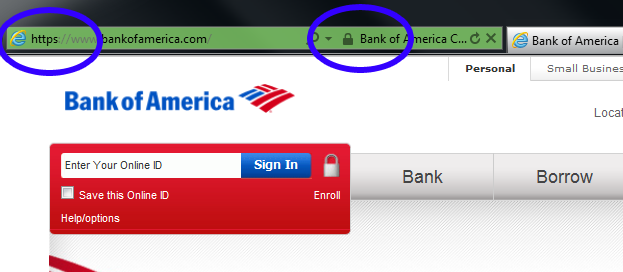 https://www.bankofamerica.com/
Bank of America C...
Bank of America
Personal
Small Busines
Bank of America
Locat
Enter Your Online ID
Sign In
Save this Online ID
Enroll
Help/options
Bank
Borrow